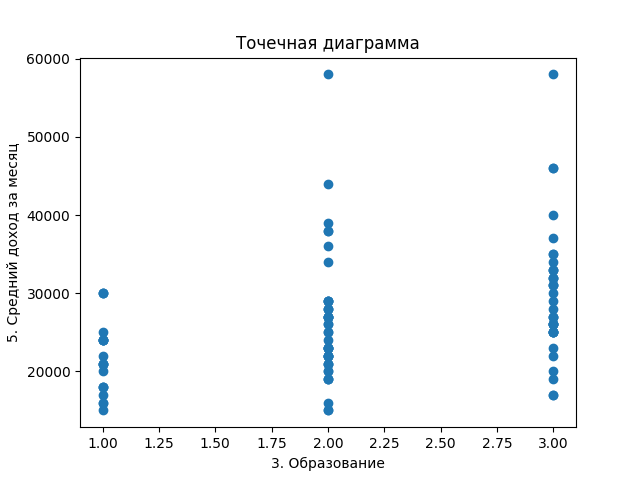 Точечная диаграмма
60000
50000
40000
30000
20000
5. Средний доход за месяц
1.00 1.25 1.50 1.75 2.00 2.25 2.50 2.75 3.00
3. Образование